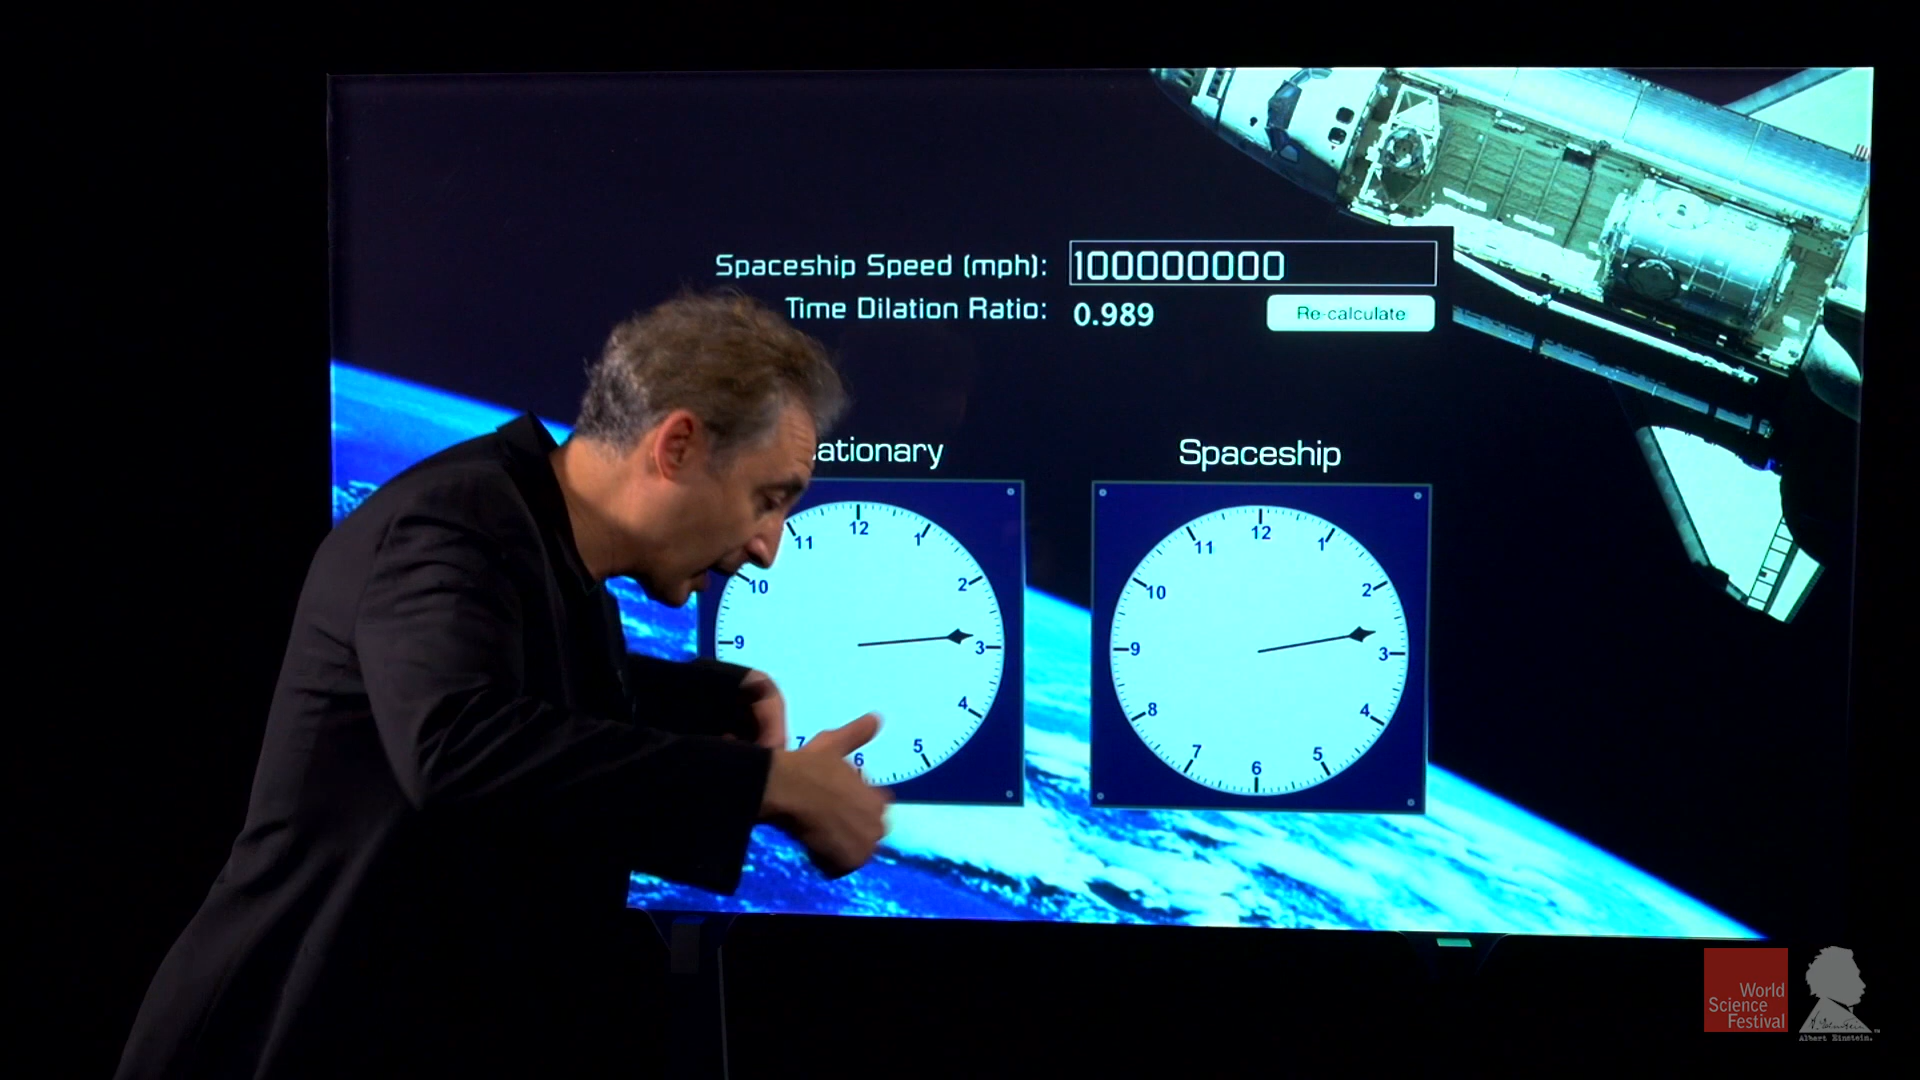 Spaceship Speed (mph): 100000000
Time Dilation Ratio: 0.989
Re-calculate
ationary
Spaceship
12
1
2
3
4
5
6
7
9
10
11
12
1
2
3
4
5
6
7
8
9
10
11
World
Science
Festival
Albert Einstein.